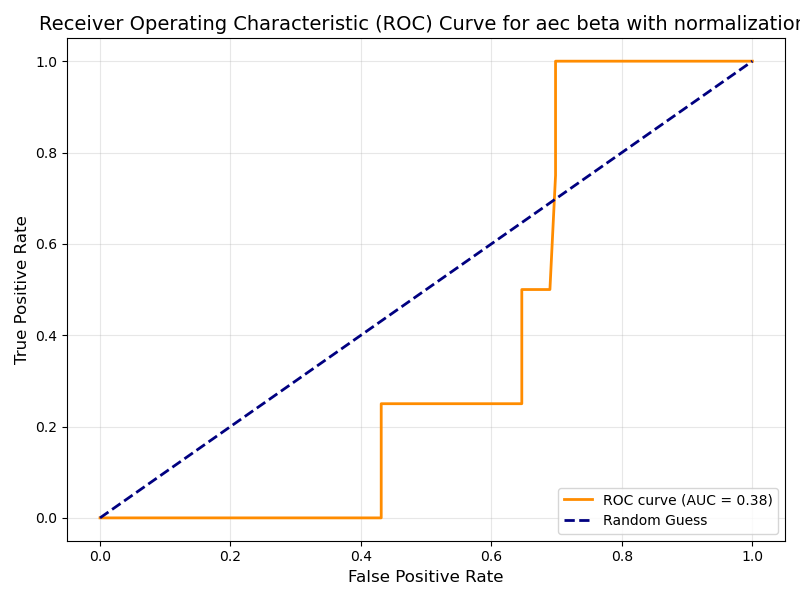 Receiver Operating Characteristic (ROC) Curve for aec beta with normalization
1.0
0.8
0.6
0.4
0.2
0.0
True Positive Rate
0.0 0.2 0.4 0.6 0.8 1.0
False Positive Rate
ROC curve (AUC = 0.38)
Random Guess